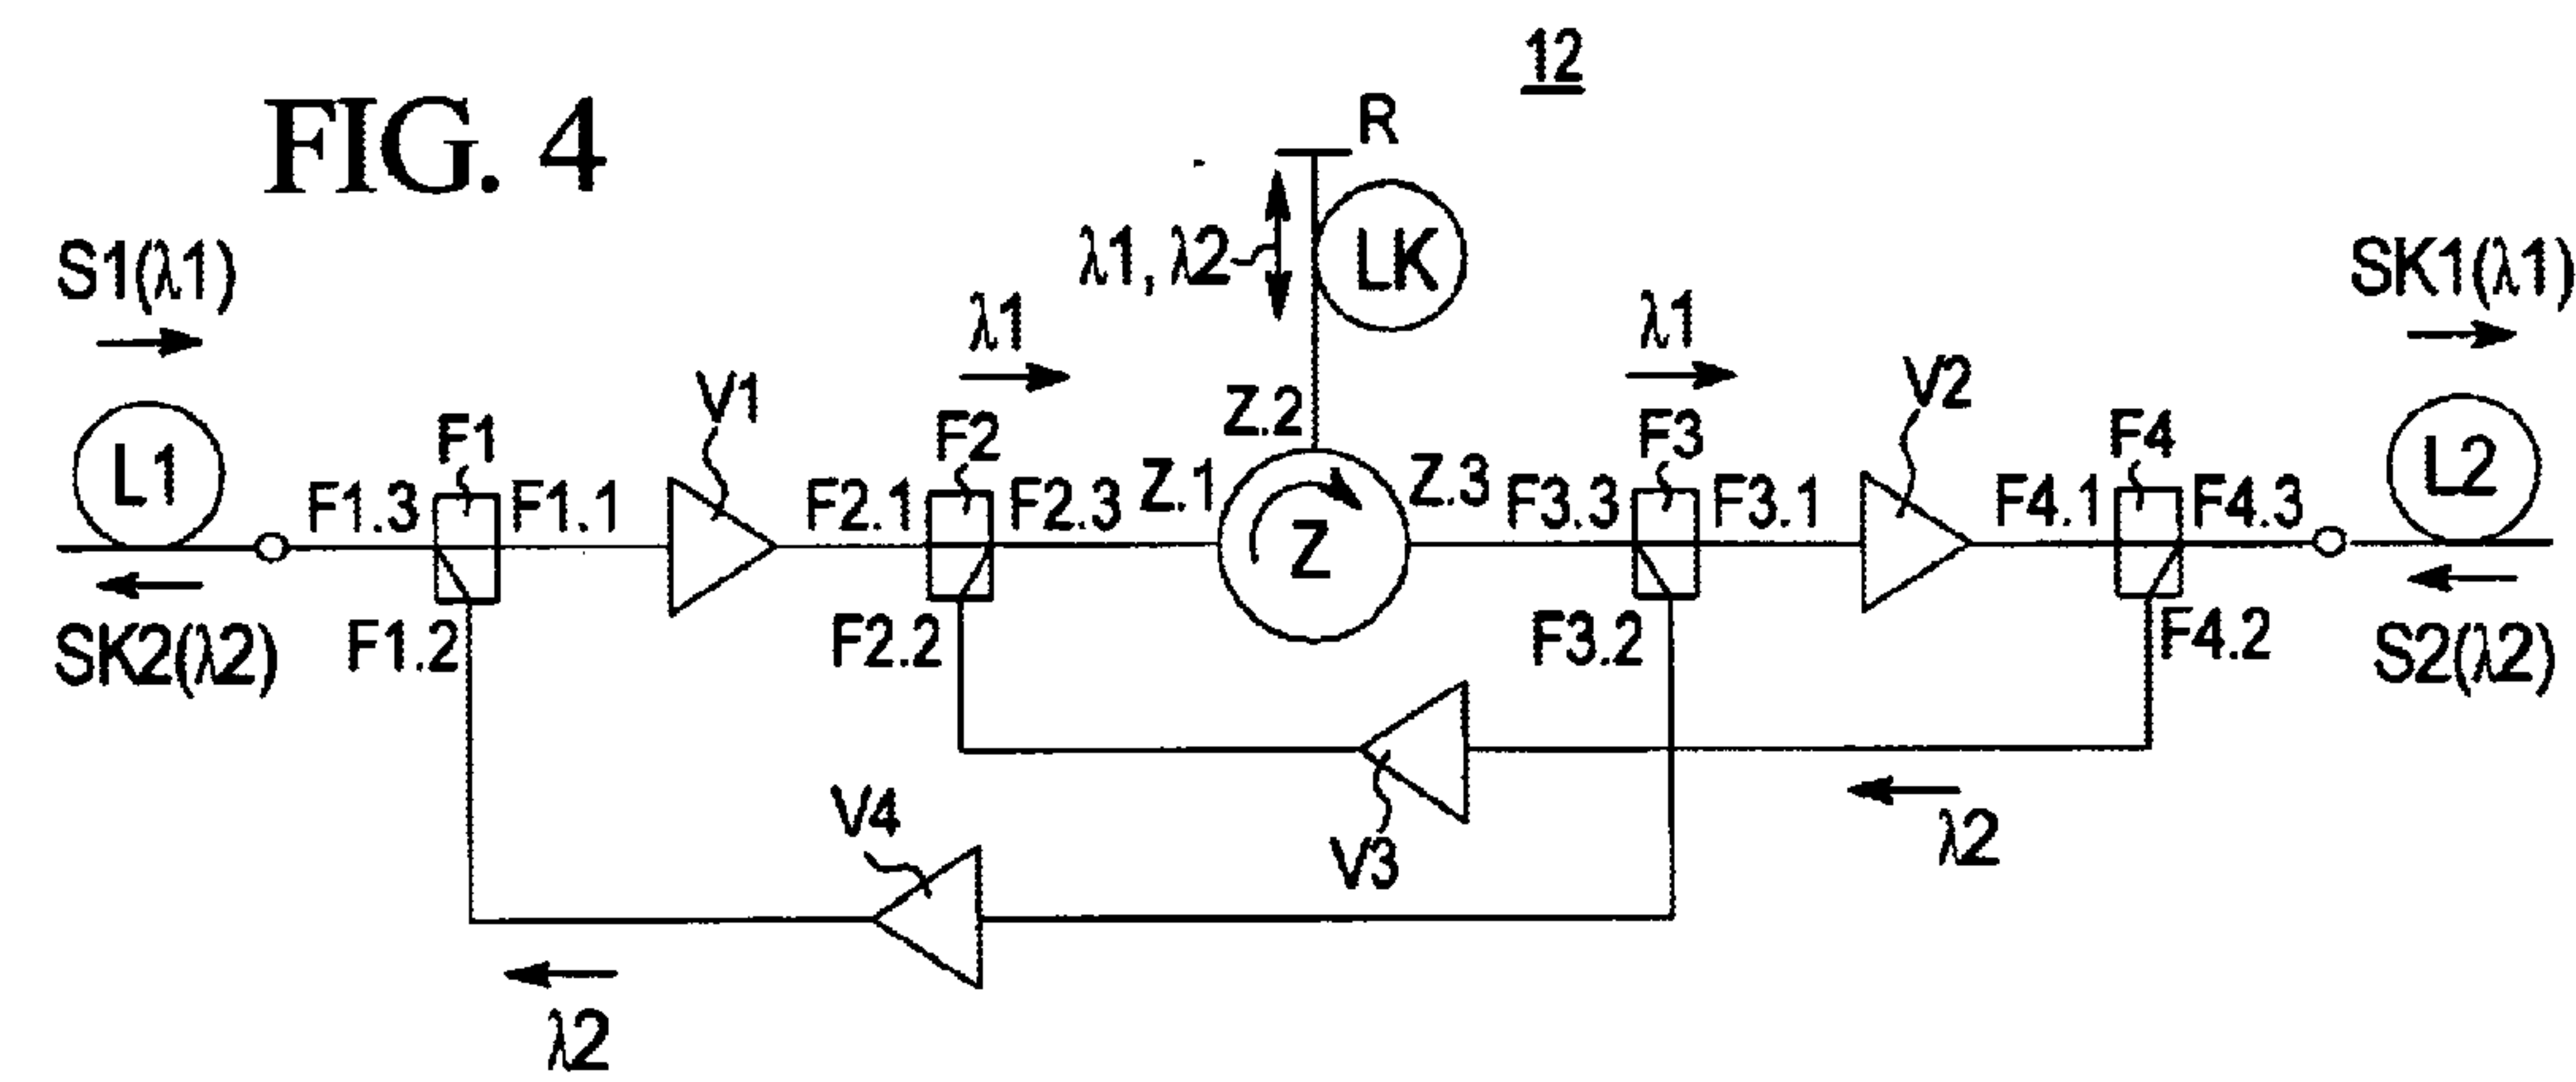 12
FIG. 4
R
S1(λ1)
λ1, λ2
LK
SK1(λ1)
λ1
λ1
V1
Z.2
V2
F1
F2
F3
F4
L1
F1.3
F1.1
F2.1
F2.3
Z.1
Z
Z.3
F3.3
F3.1
F4.1
F4.3
L2
SK2(λ2)
F1.2
F2.2
F3.2
F4.2
S2(λ2)
V4
V3
λ2
λ2